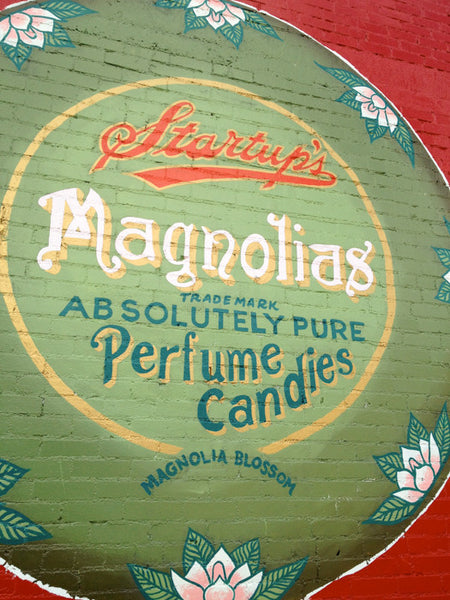 Startup's
Magnolias
TRADEMARK
ABSOLUTELY PURE
Perfume
Candies
MAGNOLIA BLOSSOM